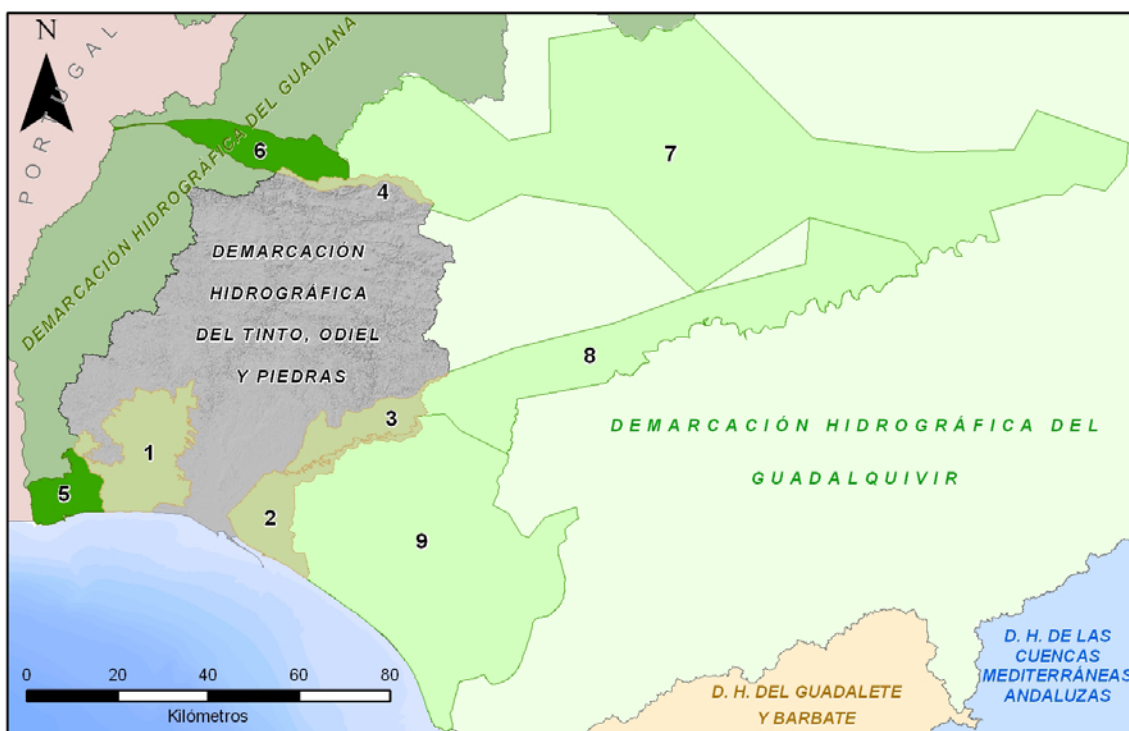 N
PORTUGAL
DEMARCACIÓN HIDROGRÁFICA DEL GUADIANA
6
7
4
DEMARCACIÓN
HIDROGRÁFICA
DEL TINTO, ODIEL
Y PIEDRAS
8
3
1
5
2
9
DEMARCACIÓN HIDROGRÁFICA DEL
GUADALQUIVIR
0 20 40 60 80
Kilómetros
D. H. DEL GUADALETE
Y BARBATE
D. H. DE LAS
CUENCAS
MEDITERRÁNEAS
ANDALUZAS